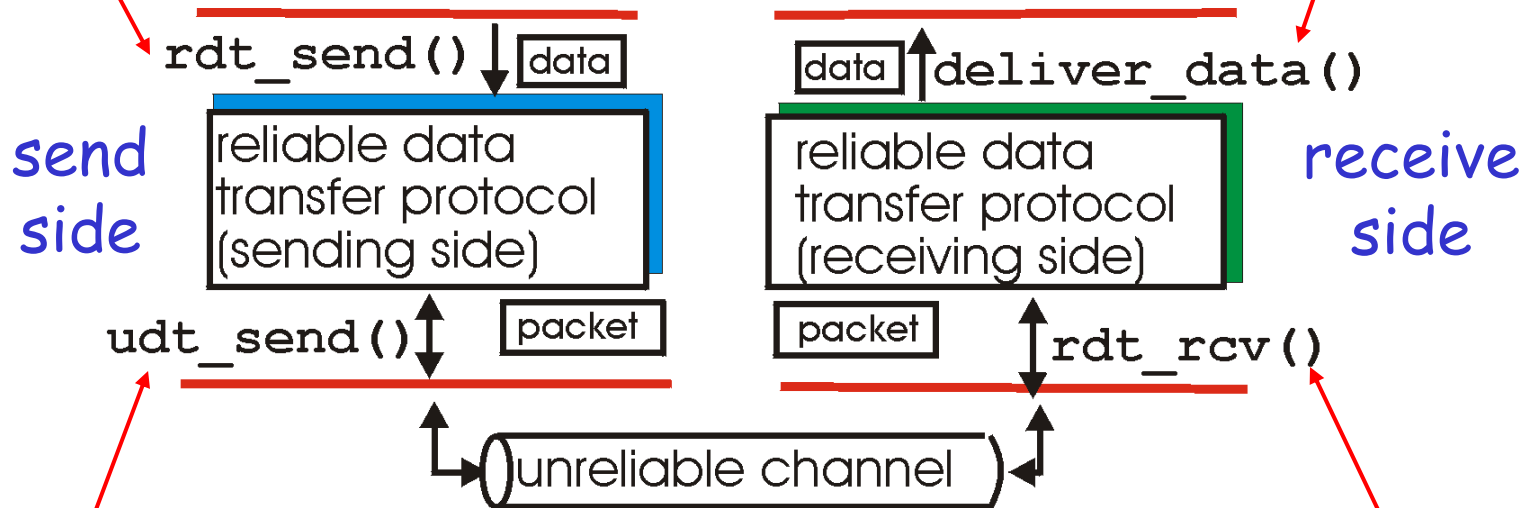 rdt_send()
data
data
deliver_data()
send
side
reliable data
transfer protocol
(sending side)
reliable data
transfer protocol
(receiving side)
receive
side
udt_send()
packet
packet
rdt_rcv()
unreliable channel